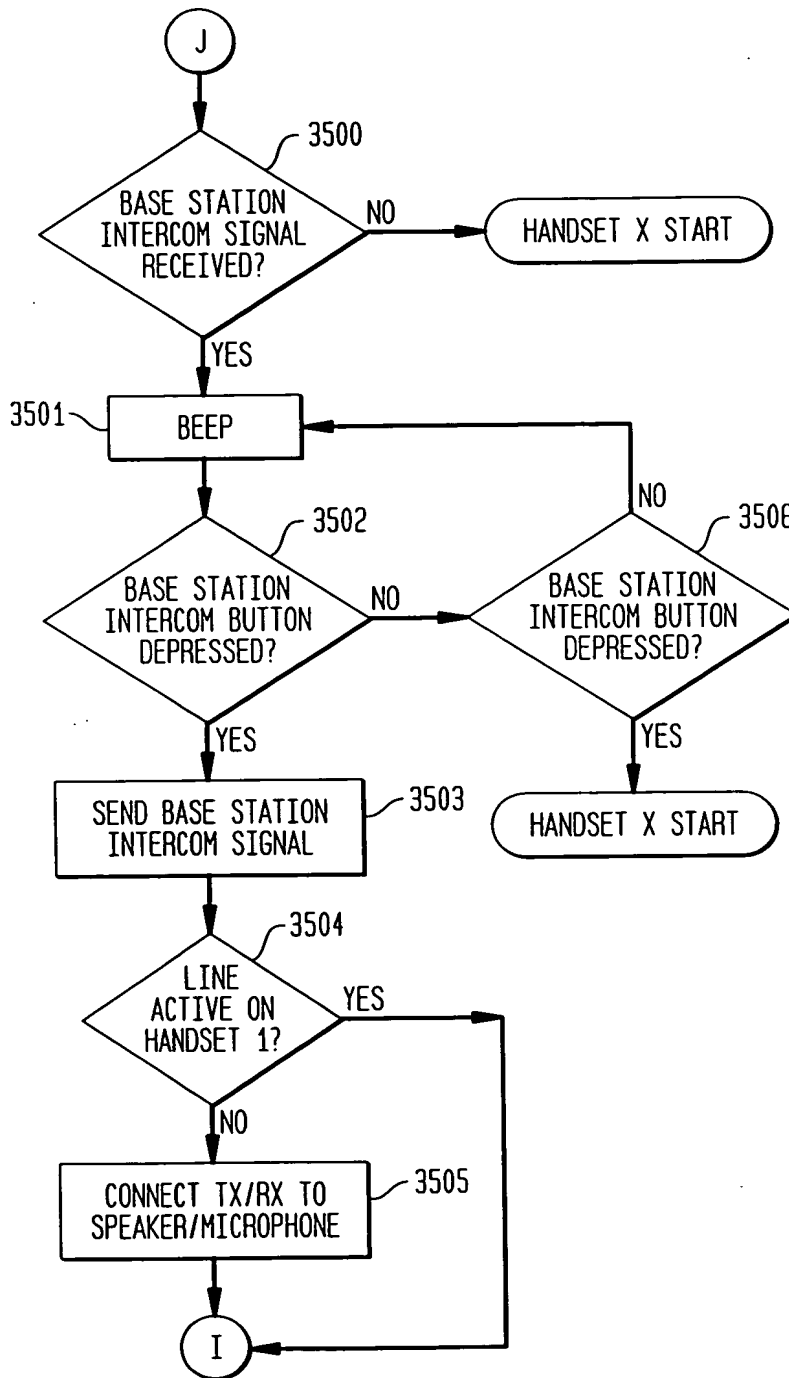 J
3500
BASE STATION
INTERCOM SIGNAL
RECEIVED?
NO
HANDSET X START
YES
3501
BEEP
3502
BASE STATION
INTERCOM BUTTON
DEPRESSED?
NO
NO
3506
BASE STATION
INTERCOM BUTTON
DEPRESSED?
YES
YES
SEND BASE STATION
INTERCOM SIGNAL
3503
HANDSET X START
3504
LINE
ACTIVE ON
HANDSET 1?
YES
NO
CONNECT TX/RX TO
SPEAKER/MICROPHONE
3505
I